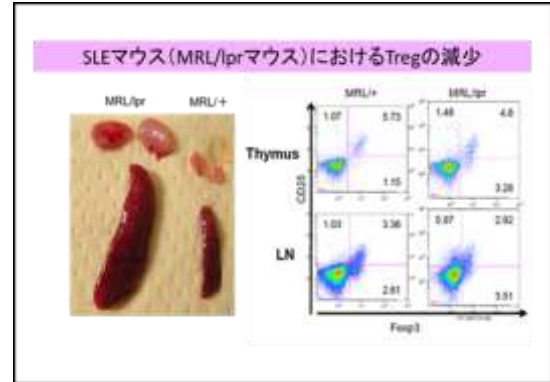 SLEマウス(MRL/lprマウス)におけるTregの減少
MRL/lpr MRL/+
MRL/+ MRL/lpr
Thymus
LN
CD25
Foxp3
1.07 5.73
1.15
1.48 4.8
3.28
1.03 3.36
2.61
0.87 2.92
3.51